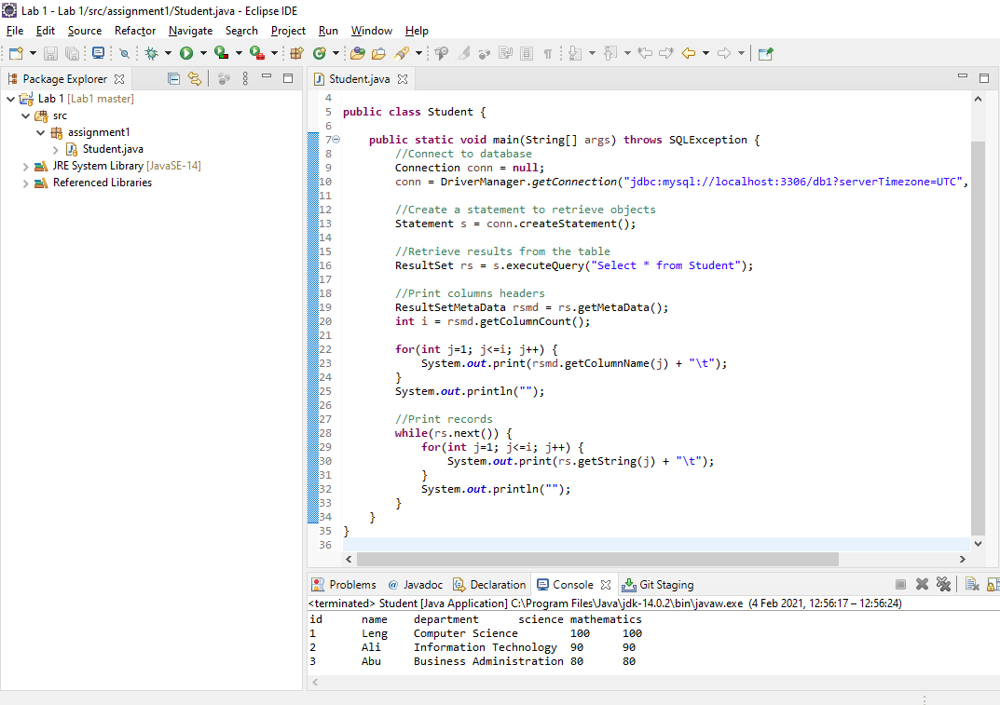 Lab 1 - Lab 1/src/assignment1/Student.java - Eclipse IDE
File Edit Source Refactor Navigate Search Project Run Window Help
Package Explorer
Lab 1 [Lab1 master]
src
assignment1
Student.java
JRE System Library [JavaSE-14]
Referenced Libraries
Student.java
4
5 public class Student {
6
7 public static void main(String[] args) throws SQLException {
8 //Connect to database
9 Connection conn = null;
10 conn = DriverManager.getConnection("jdbc:mysql://localhost:3306/db1?serverTimezone=UTC",
11
12 //Create a statement to retrieve objects
13 Statement s = conn.createStatement();
14
15 //Retrieve results from the table
16 ResultSet rs = s.executeQuery("Select * from Student");
17
18 //Print columns headers
19 ResultSetMetaData rsmd = rs.getMetaData();
20 int i = rsmd.getColumnCount();
21
22 for(int j=1; j<=i; j++) {
23 System.out.print(rsmd.getColumnName(j) + "\t");
24 }
25 System.out.println("");
26
27 //Print records
28 while(rs.next()) {
29 for(int j=1; j<=i; j++) {
30 System.out.print(rs.getString(j) + "\t");
31 }
32 System.out.println("");
33 }
34 }
35 }
36
Problems Javadoc Declaration Console Git Staging
<terminated> Student [Java Application] C:\Program Files\Java\jdk-14.0.2\bin\javaw.exe (4 Feb 2021, 12:56:17 – 12:56:24)
id name department science mathematics
1 Leng Computer Science 100 100
2 Ali Information Technology 90 90
3 Abu Business Administration 80 80